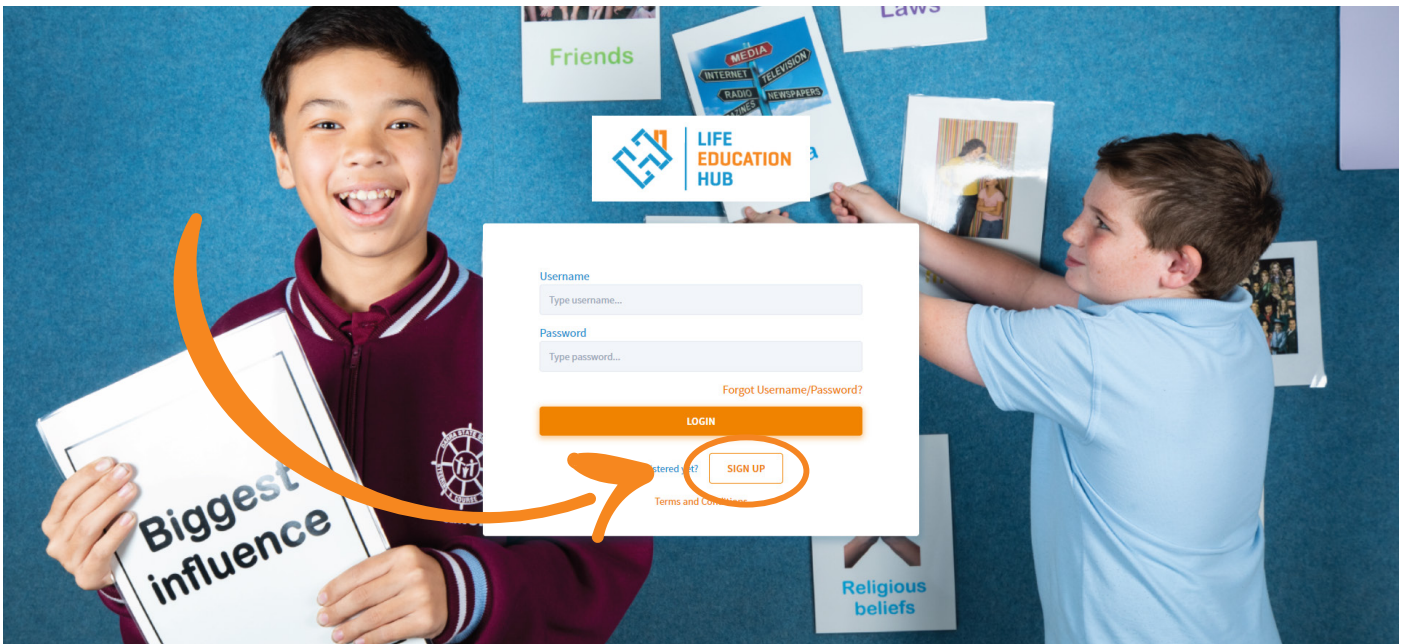 Laws
Friends
MEDIA
INTERNET
TELEVISION
RADIO
NEWSPAPERS
LIFE
EDUCATION
HUB
Username
Type username...
Password
Type password...
Forgot Username/Password?
LOGIN
yet?
SIGN UP
Terms and Conditions
Biggest
influence
Religious
beliefs